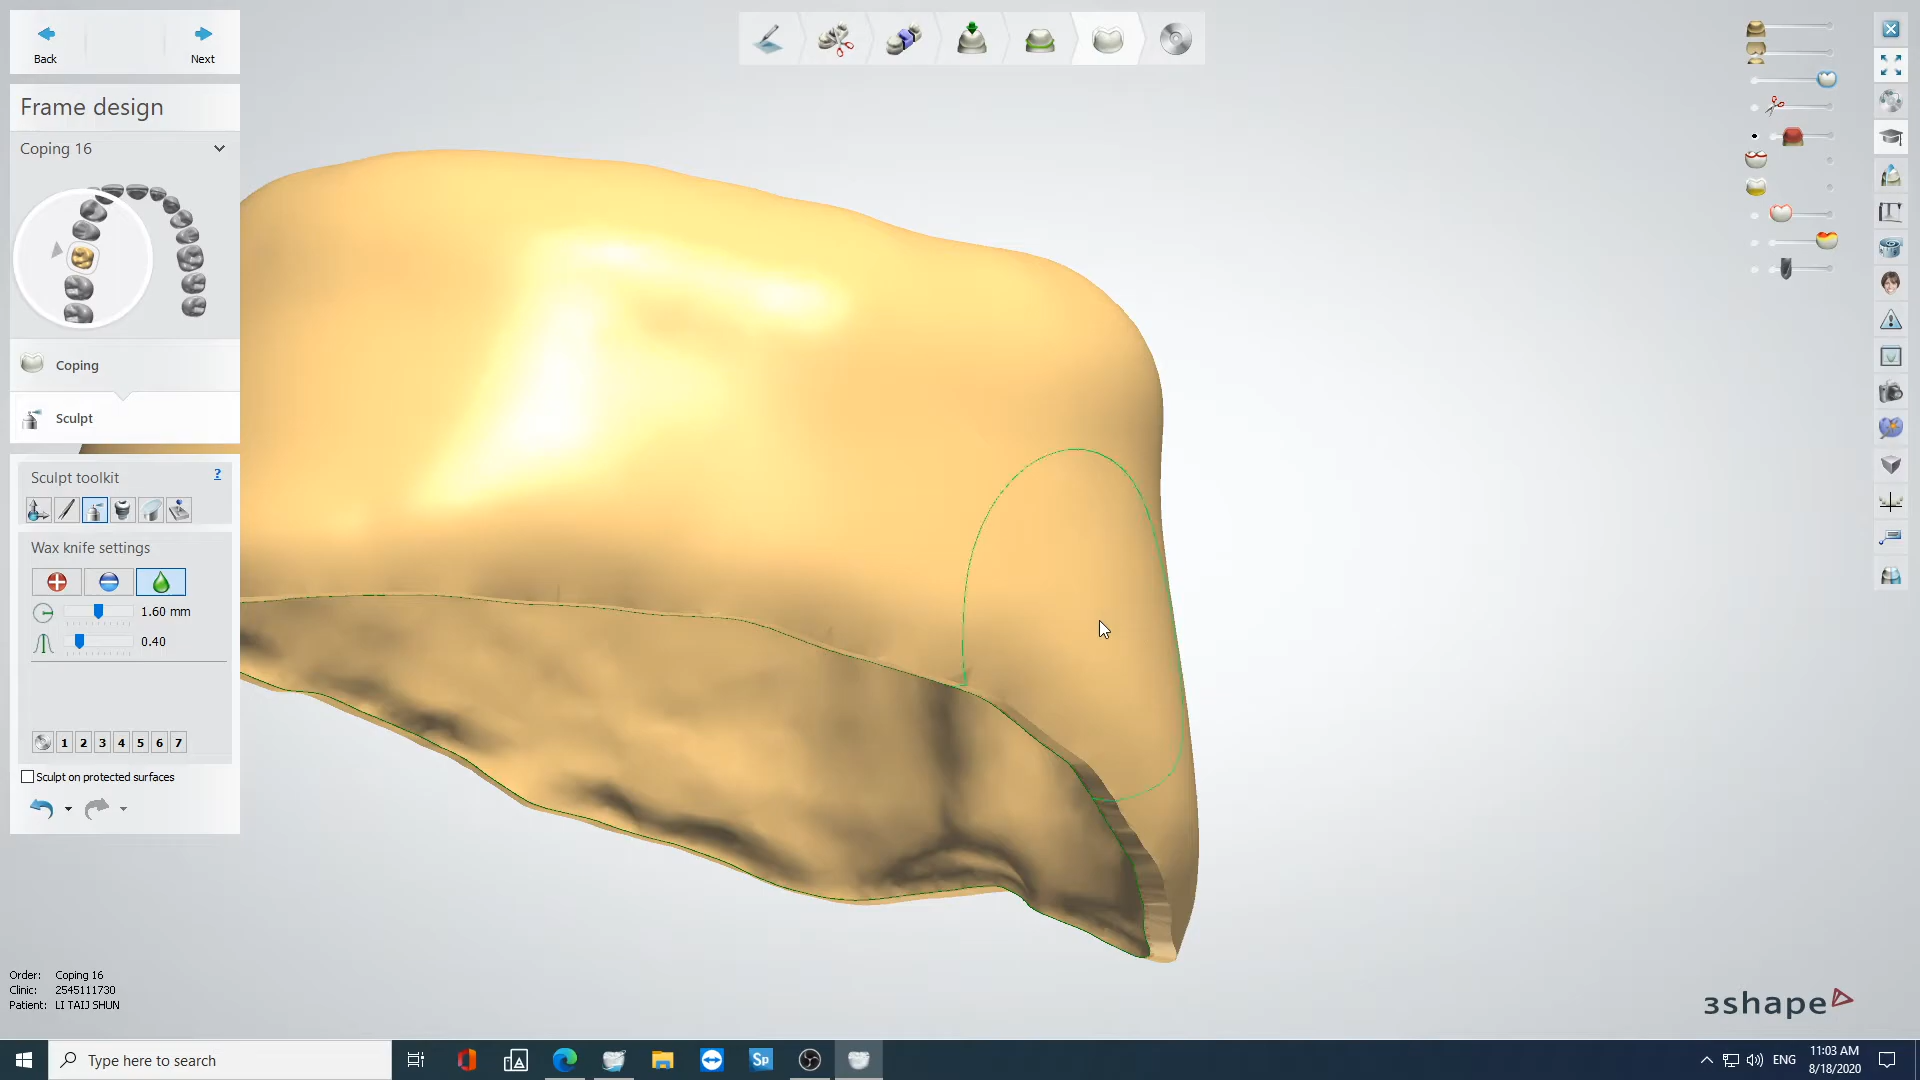 Back
Next
Frame design
Coping 16
Coping
Sculpt
Sculpt toolkit
?
Wax knife settings
1.60 mm
0.40
1 2 3 4 5 6 7
Sculpt on protected surfaces
Order: Coping 16
Clinic: 2545111730
Patient: LI TAIJ SHUN
3shape
Type here to search
Sp
ENG
11:03 AM
8/18/2020